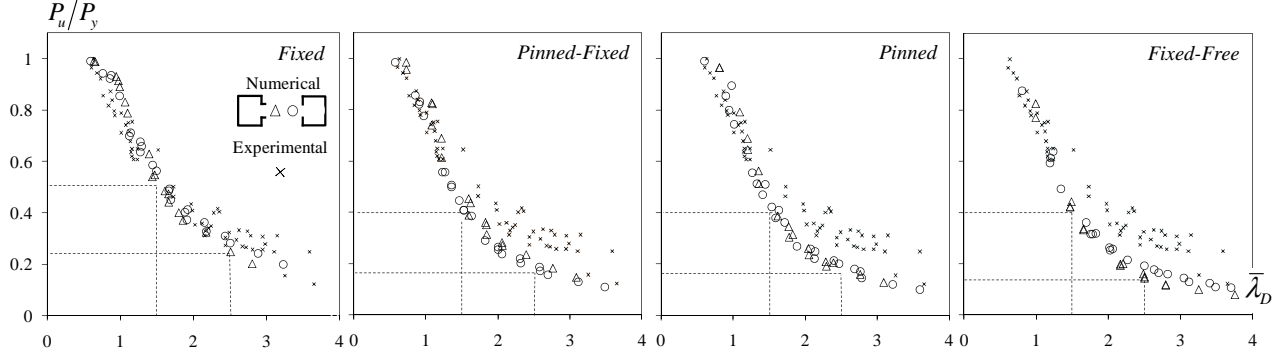 P_u/P_y
Fixed
Pinned-Fixed
Pinned
Fixed-Free
Numerical
Experimental
1
0.8
0.6
0.4
0.2
0
0 1 2 3 4
0 1 2 3 4
0 1 2 3 4
0 1 2 3 4
λ̅_D